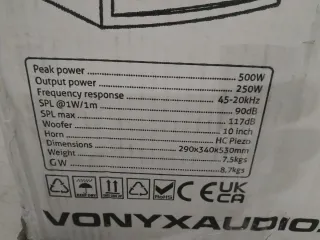 Peak power 500W
Output power 250W
Frequency response 45-20kHz
SPL @1W/1m 90dB
SPL max 117dB
Woofer 10 inch
Horn HC Piezo
Dimensions 290x340x530mm
Weight 7,5kgs
G W 8,7kgs
CE UK CA
VONYXAUDIO